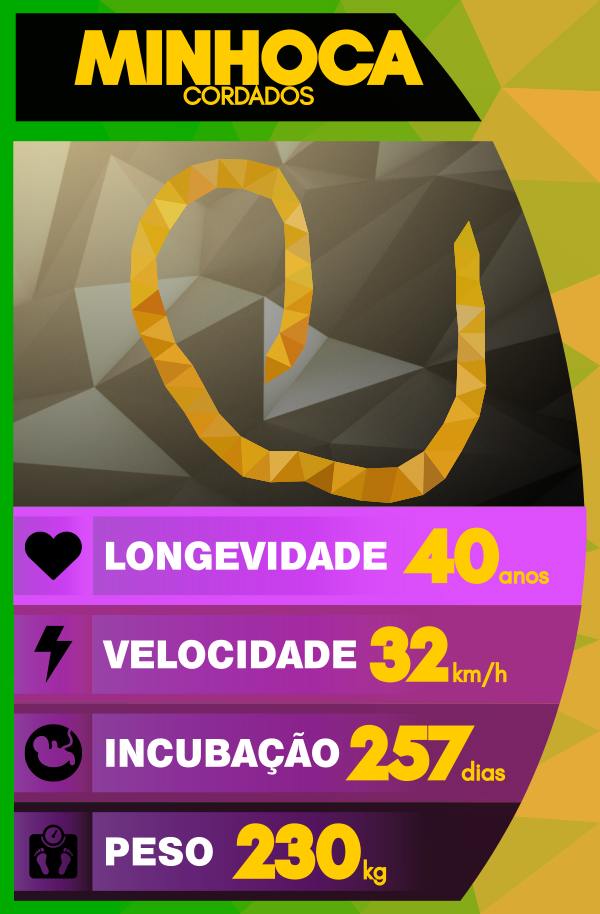 MINHOCA
CORDADOS
LONGEVIDADE 40 anos
VELOCIDADE 32 km/h
INCUBAÇÃO 257 dias
PESO 230 kg